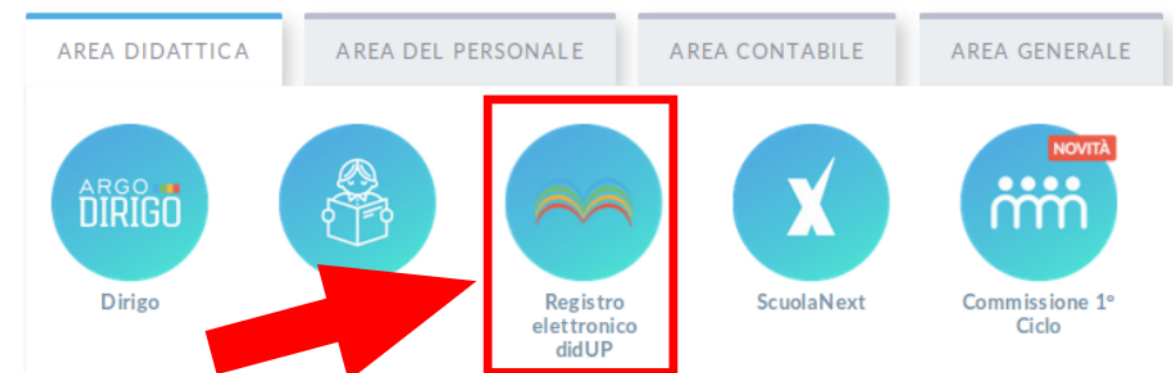 AREA DIDATTICA
AREA DEL PERSONALE
AREA CONTABILE
AREA GENERALE
ARGO
DIRIGO
NOVITÀ
Dirigo
Registro
elettronico
didUP
ScuolaNext
Commissione 1°
Ciclo